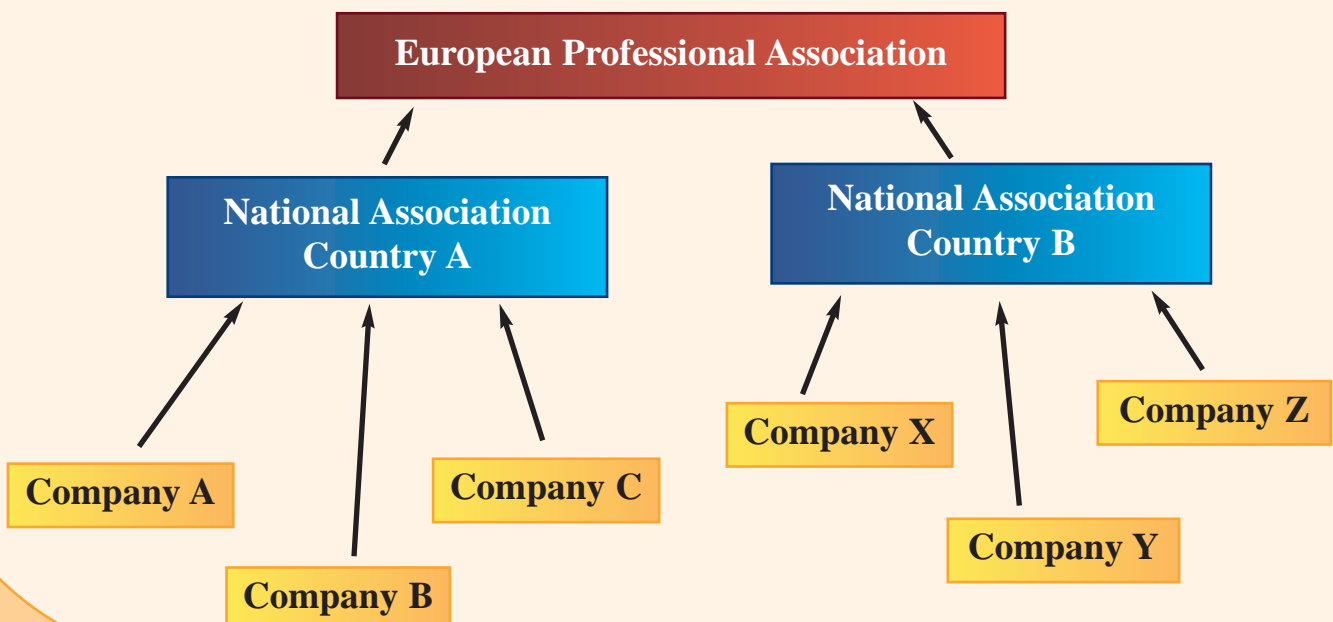 European Professional Association
National Association
Country A
National Association
Country B
Company A
Company B
Company C
Company X
Company Y
Company Z